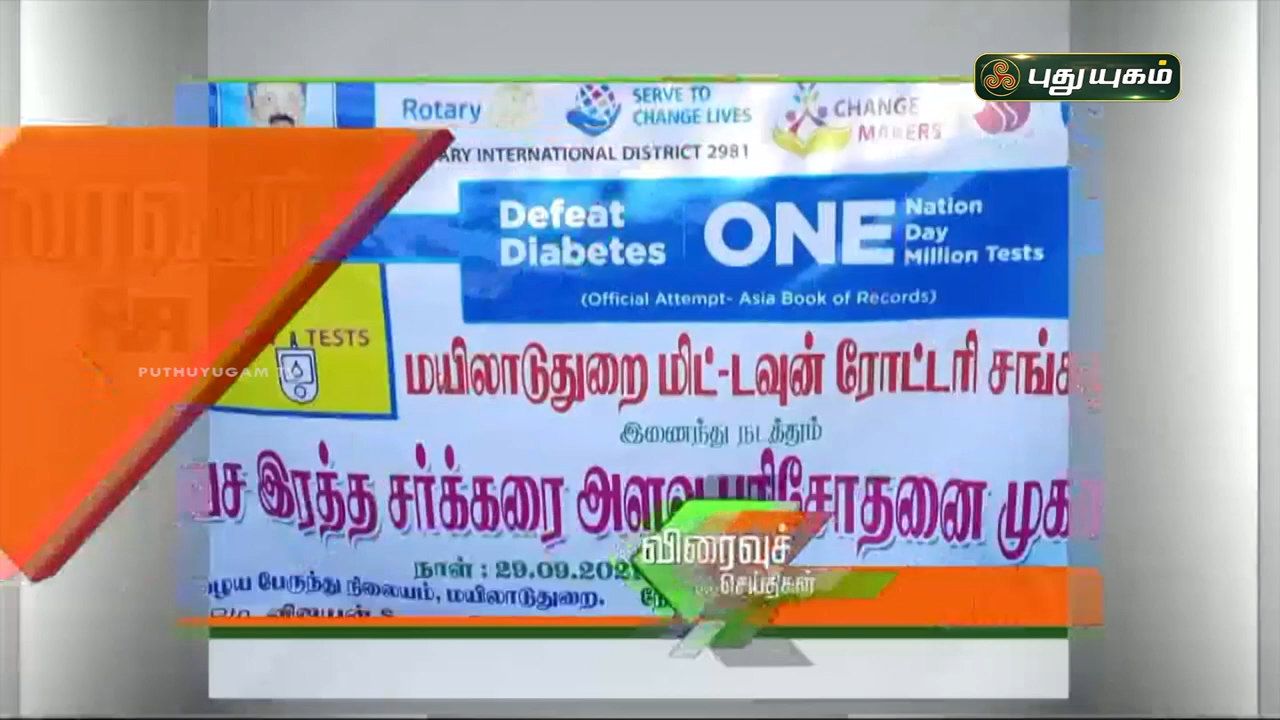 புதுயுகம்
Rotary
SERVE TO
CHANGE LIVES
CHANGE
MAKERS
ARY INTERNATIONAL DISTRICT 2981
Defeat
Diabetes
ONE
Nation
Day
Million Tests
(Official Attempt- Asia Book of Records)
TESTS
PUTHUYUGAM TV
மயிலாடுதுறை மிட்-டவுன் ரோட்டரி
இணைந்து நடத்தும்
இரத்த சர்க்கரை அளவு பரிசோதனை
நாள் : 29.09.202
பேருந்து நிலையம், மயிலாடுதுறை.
விரைவுச்
செய்திகள்